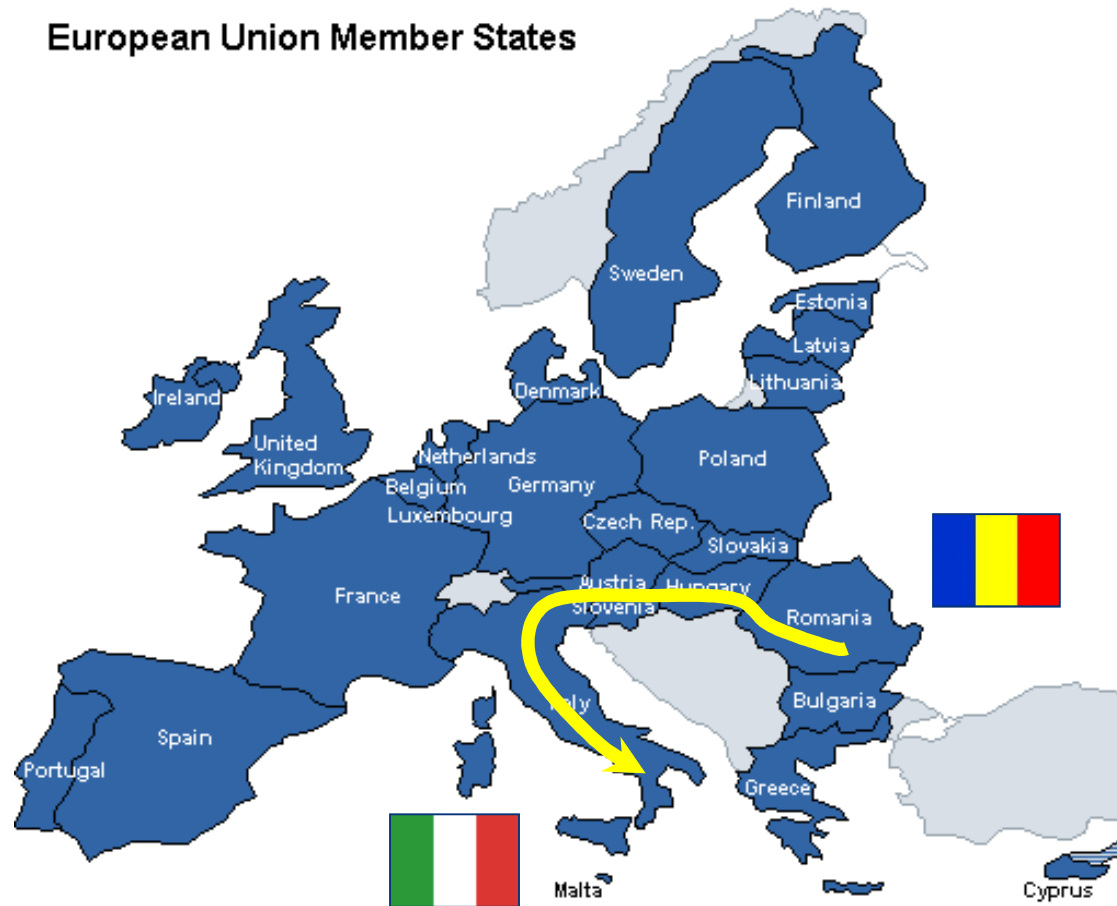 European Union Member States
Finland
Sweden
Estonia
Latvia
Lithuania
Denmark
Ireland
United
Kingdom
Netherlands
Belgium
Germany
Luxembourg
Poland
Czech Rep.
Slovakia
Austria
Hungary
France
Slovenia
Romania
Italy
Bulgaria
Spain
Portugal
Greece
Malta
Cyprus